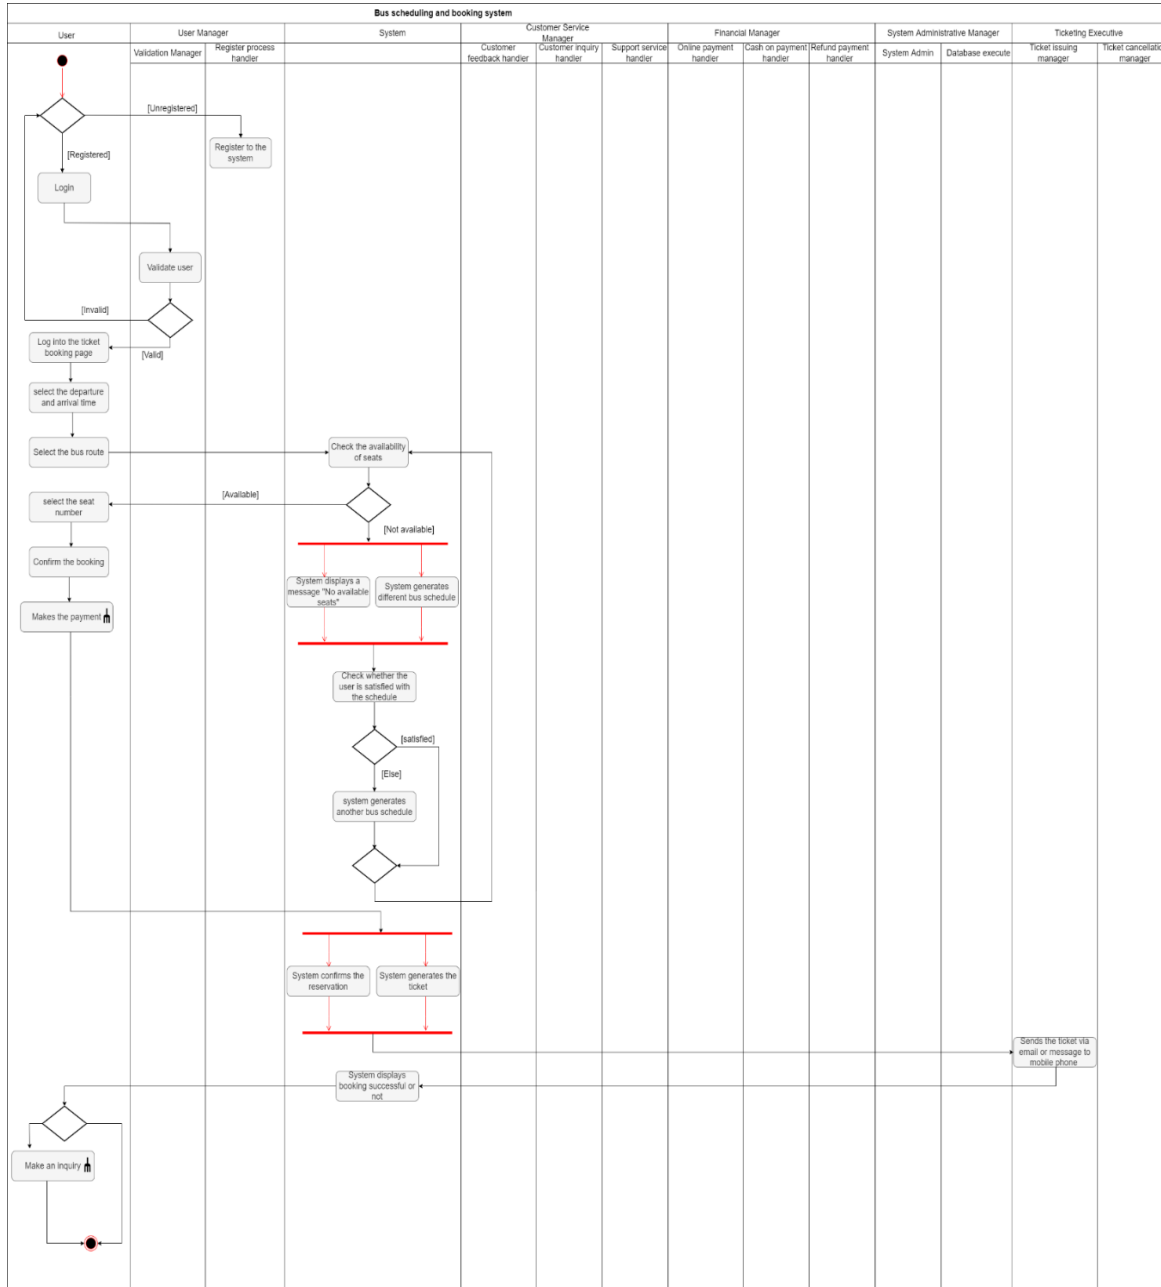 Bus scheduling and booking system
User
User Manager
System
Customer Service
Manager
Financial Manager
System Administrative Manager
Ticketing Executive
Validation Manager
Register process
handler
Customer
feedback handler
Customer inquiry
handler
Support service
handler
Online payment
handler
Cash on payment
handler
Refund payment
handler
System Admin
Database execute
Ticket issuing
manager
Ticket cancellatio
manager
[Unregistered]
Register to the
system
[Registered]
Login
Validate user
[Invalid]
[Valid]
Log into the ticket
booking page
select the departure
and arrival time
Select the bus route
Check the availability
of seats
[Available]
select the seat
number
[Not available]
Confirm the booking
System displays a
message "No available
seats"
System generates
different bus schedule
Makes the payment
Check whether the
user is satisfied with
the schedule
[satisfied]
[Else]
system generates
another bus schedule
System confirms the
reservation
System generates the
ticket
Sends the ticket via
email or message to
mobile phone
System displays
booking successful or
not
Make an inquiry